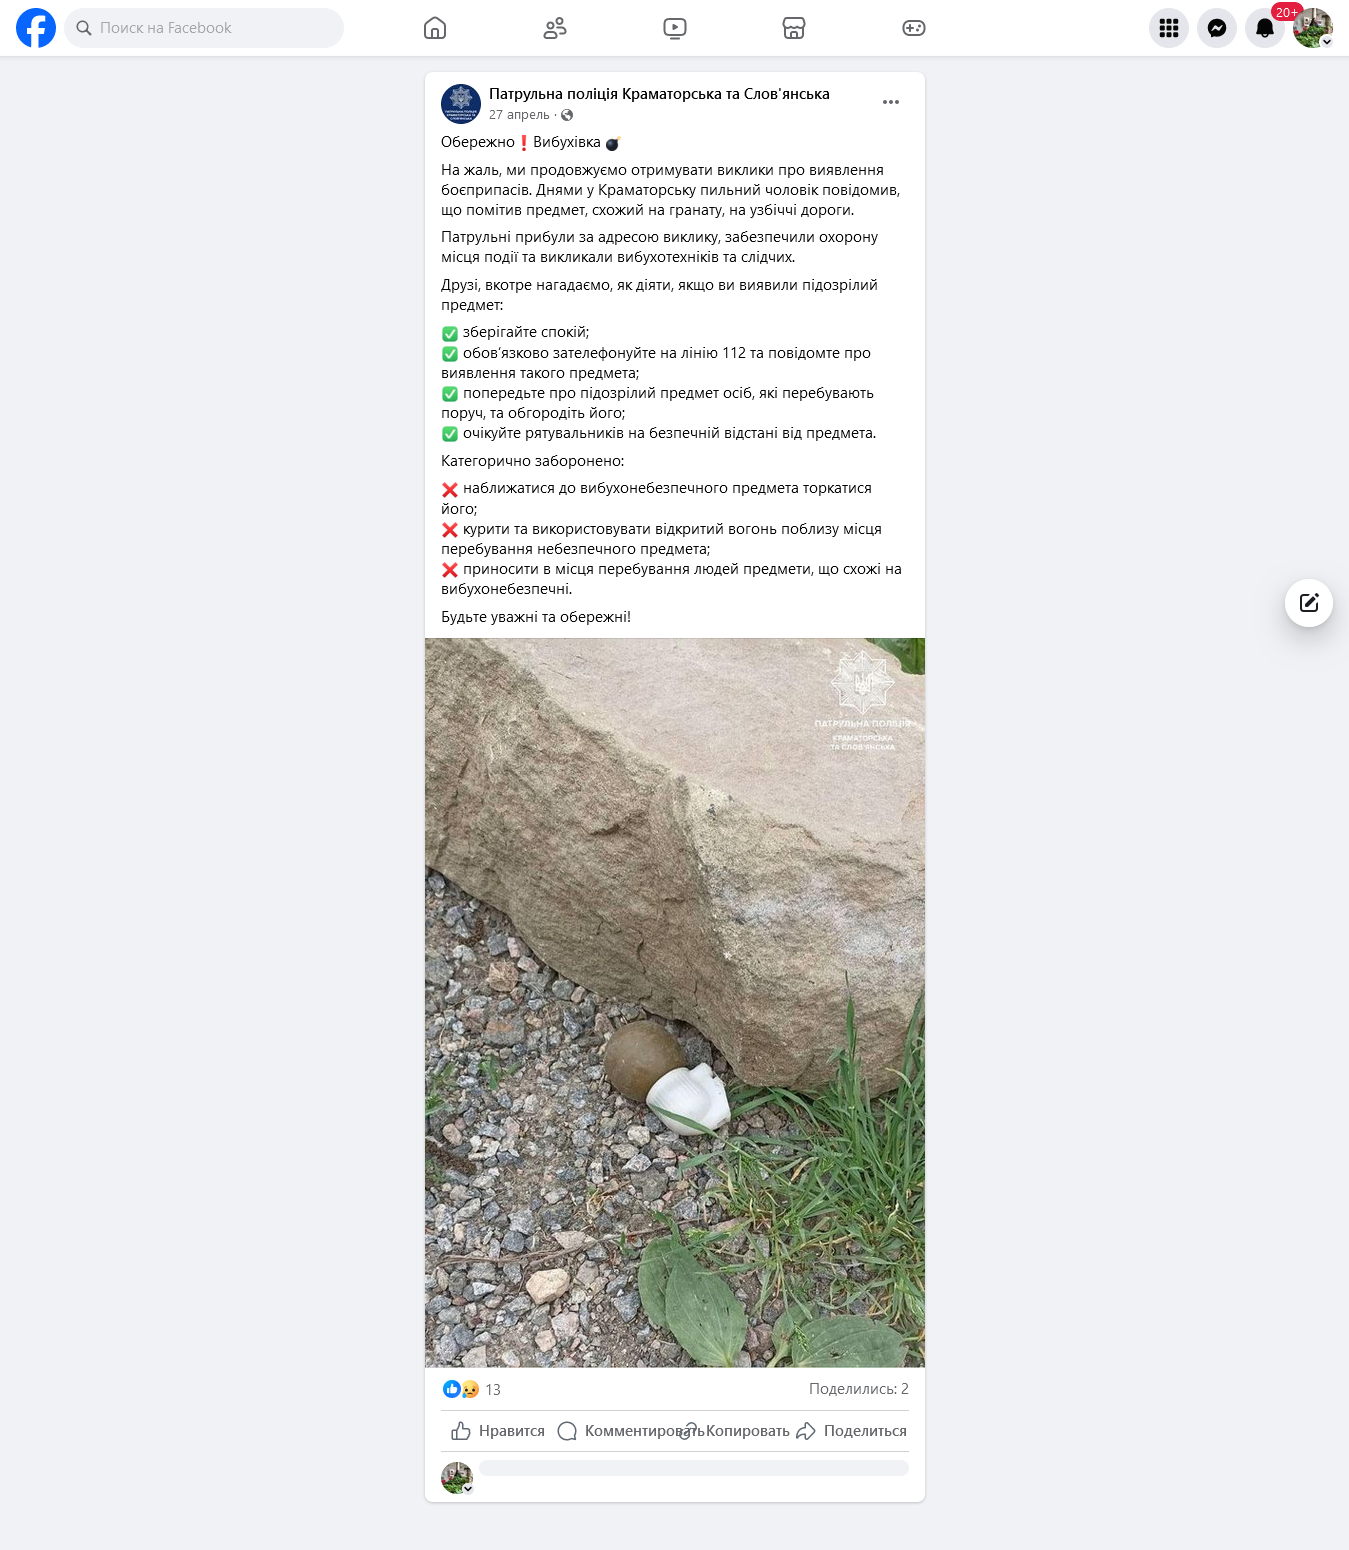 Поиск на Facebook
20+
Патрульна поліція Краматорська та Слов'янська
27 апрель ·
Обережно❗Вибухівка 💣
На жаль, ми продовжуємо отримувати виклики про виявлення
боєприпасів. Днями у Краматорську пильний чоловік повідомив,
що помітив предмет, схожий на гранату, на узбіччі дороги.
Патрульні прибули за адресою виклику, забезпечили охорону
місця події та викликали вибухотехніків та слідчих.
Друзі, вкотре нагадаємо, як діяти, якщо ви виявили підозрілий
предмет:
✅ зберігайте спокій;
✅ обов’язково зателефонуйте на лінію 112 та повідомте про
виявлення такого предмета;
✅ попередьте про підозрілий предмет осіб, які перебувають
поруч, та обгородіть його;
✅ очікуйте рятувальників на безпечній відстані від предмета.
Категорично заборонено:
❌ наближатися до вибухонебезпечного предмета торкатися
його;
❌ курити та використовувати відкритий вогонь поблизу місця
перебування небезпечного предмета;
❌ приносити в місця перебування людей предмети, що схожі на
вибухонебезпечні.
Будьте уважні та обережні!
ПАТРУЛЬНА ПОЛІЦІЯ
КРАМАТОРСЬКА
ТА СЛОВ'ЯНСЬКА
13
Поделились: 2
Нравится
Комментировать
Копировать
Поделиться